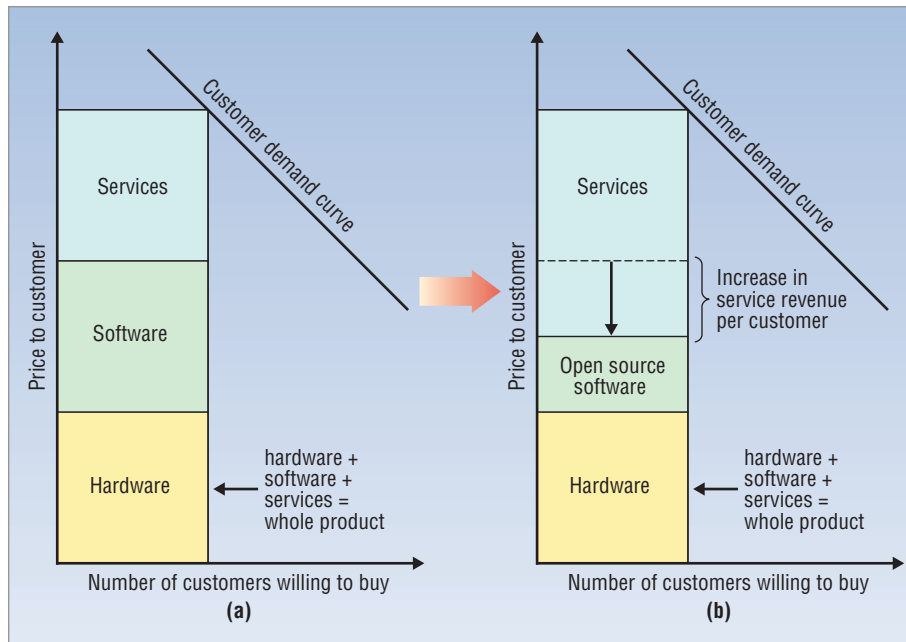 Price to customer
Services
Software
Hardware
Customer demand curve
hardware +
software +
services =
whole product
Number of customers willing to buy
(a)
Price to customer
Services
Open source
software
Hardware
Customer demand curve
Increase in
service revenue
per customer
hardware +
software +
services =
whole product
Number of customers willing to buy
(b)